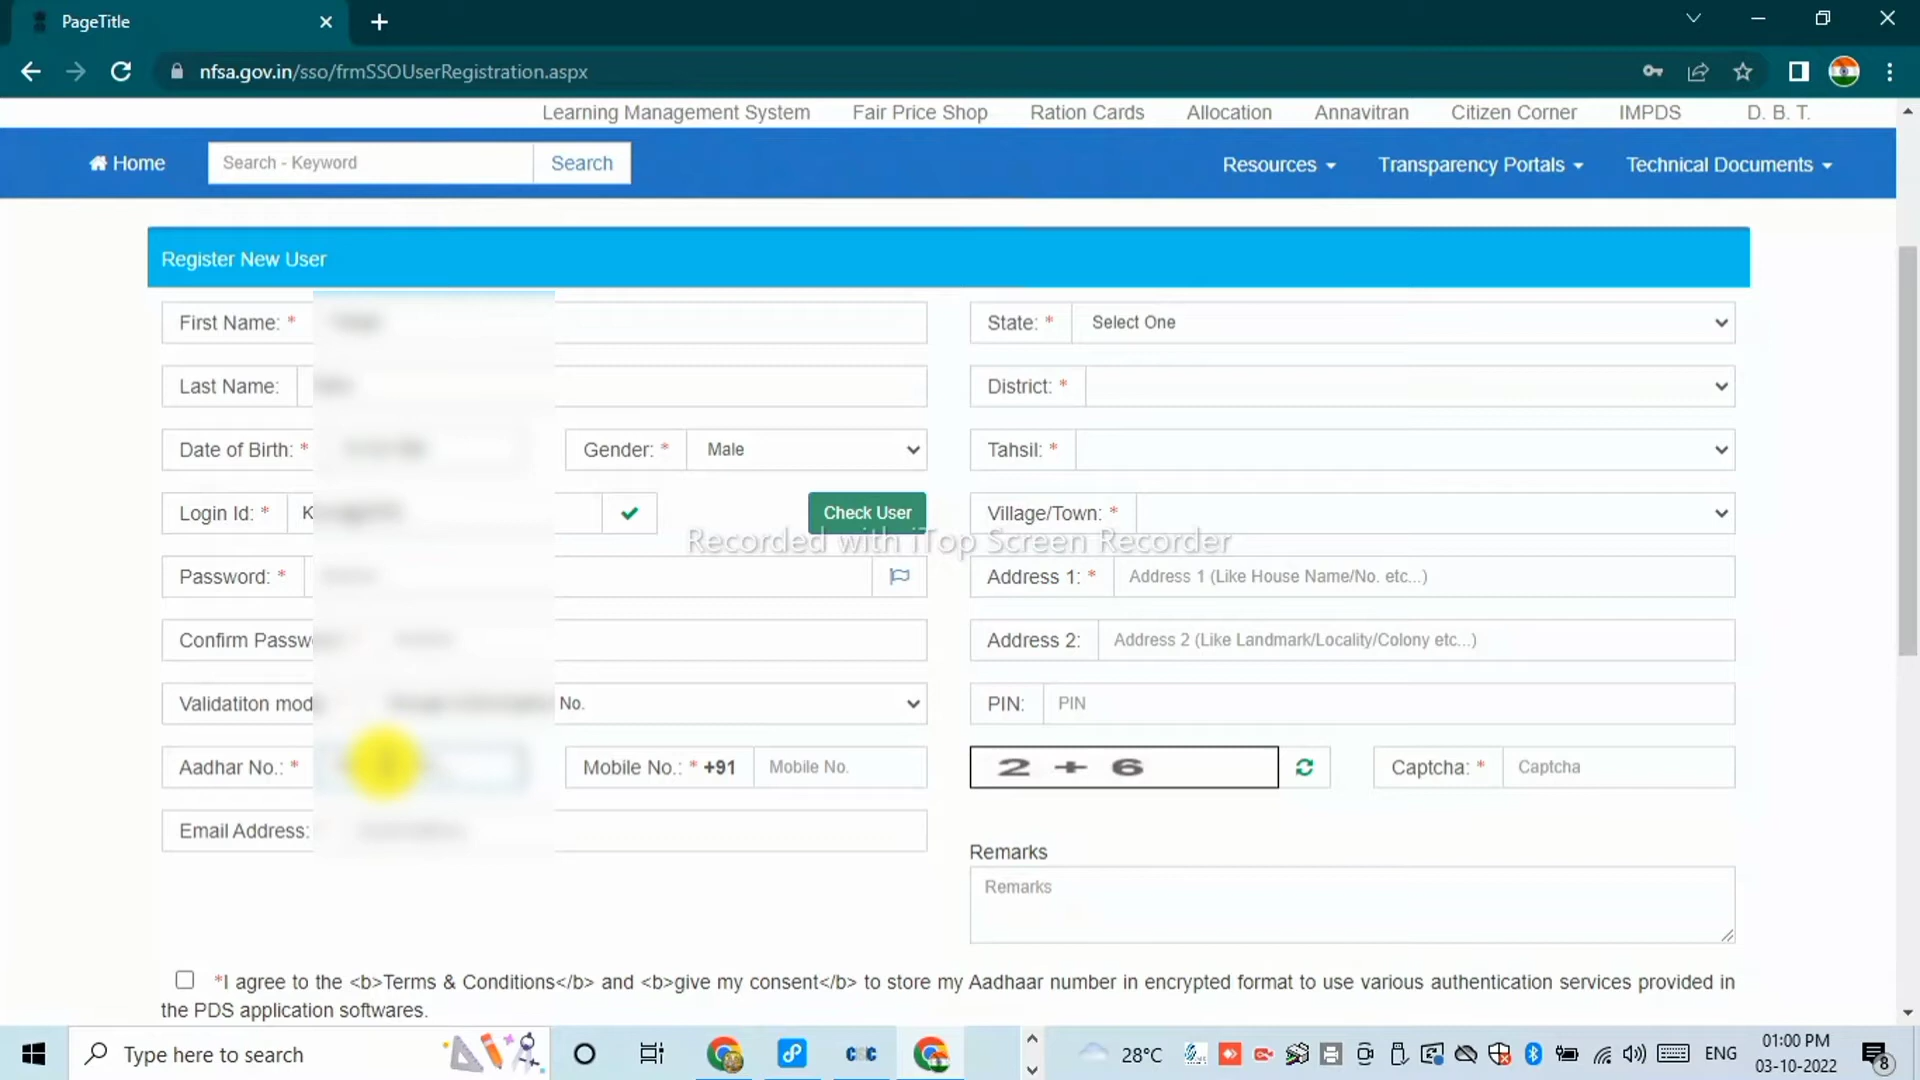 PageTitle
nfsa.gov.in/sso/frmSSOUserRegistration.aspx
Learning Management System Fair Price Shop Ration Cards Allocation Annavitran Citizen Corner IMPDS D. B. T.
Home Search - Keyword Search Resources Transparency Portals Technical Documents
Register New User
First Name: * State: * Select One
Last Name: District: *
Date of Birth: * Gender: * Male Tahsil: *
Login Id: * K Check User Village/Town: *
Recorded with iTop Screen Recorder
Password: * Address 1: * Address 1 (Like House Name/No. etc...)
Confirm Passw Address 2: Address 2 (Like Landmark/Locality/Colony etc...)
Validatiton mod No. PIN: PIN
Aadhar No.: * Mobile No.: * +91 Mobile No. 2 + 6 Captcha: * Captcha
Email Address:
Remarks
Remarks
*I agree to the <b>Terms & Conditions</b> and <b>give my consent</b> to store my Aadhaar number in encrypted format to use various authentication services provided in
the PDS application softwares.
Type here to search CSC 28°C ENG 01:00 PM
03-10-2022 8